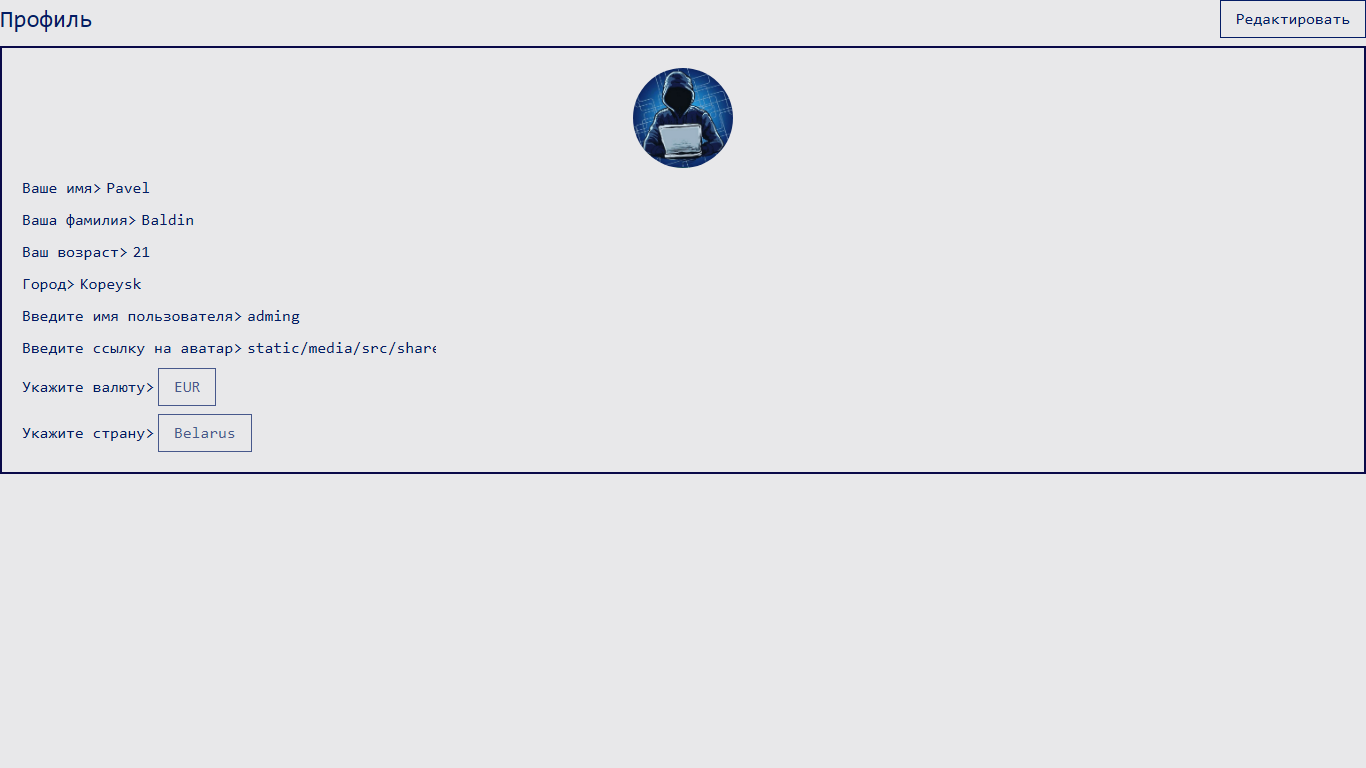 Профиль
Редактировать
Ваше имя> Pavel
Ваша фамилия> Baldin
Ваш возраст> 21
Город> Kopeysk
Введите имя пользователя> adming
Введите ссылку на аватар> static/media/src/share
Укажите валюту> EUR
Укажите страну> Belarus